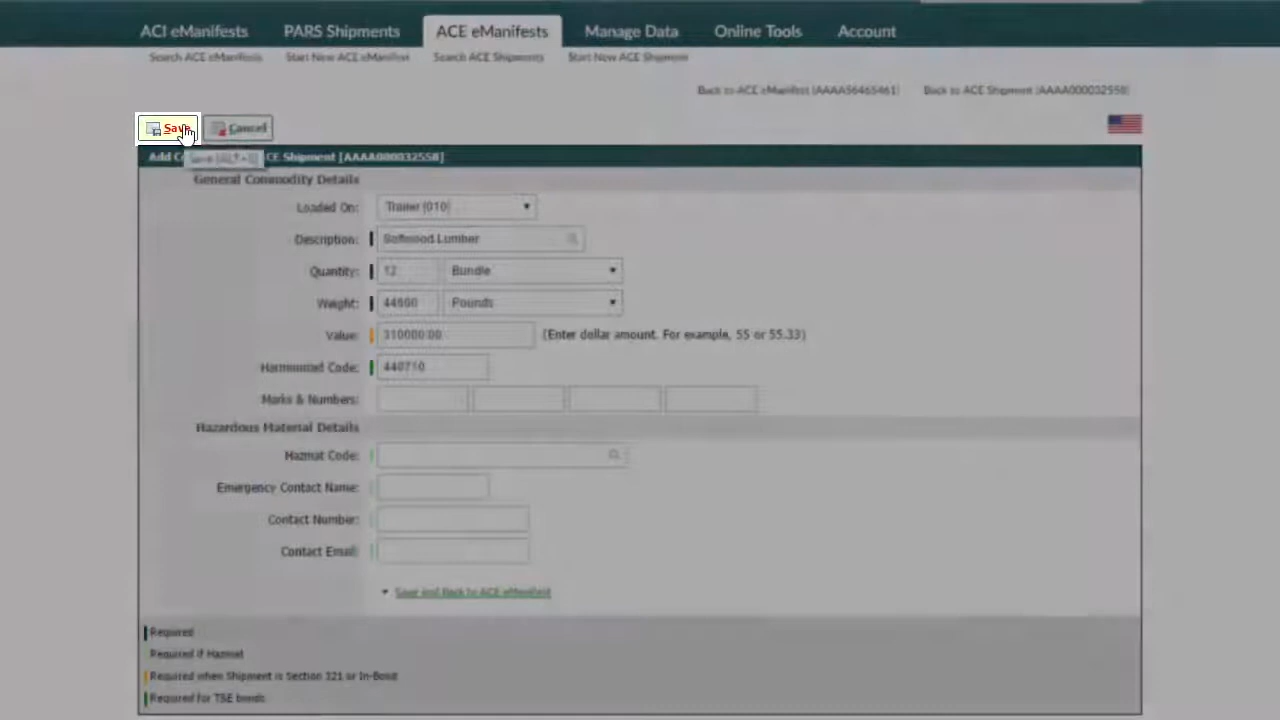 ACI eManifests PARS Shipments ACE eManifests Manage Data Online Tools Account
Search ACE eManifests Start New ACE eManifest Search ACE Shipments Start New ACE Shipment
Back to ACE eManifest [AAAA56465461] Back to ACE Shipment [AAAA000032558]
Save Cancel
Add CE Shipment [AAAA000032558]
Save [ALT+S]
General Commodity Details
Loaded On: Trailer [010]
Description: Softwood Lumber
Quantity: 12 Bundle
Weight: Pounds
Value: (Enter dollar amount. For example, 55 or 55.33)
Harmonized Code: 440710
Marks & Numbers:
Hazardous Material Details
Hazmat Code:
Emergency Contact Name:
Contact Number:
Contact Email:
Save and Back to ACE eManifest
Required
Required if Hazmat
Required when Shipment is Section 321 or In-Bond
Required for T&E bonds